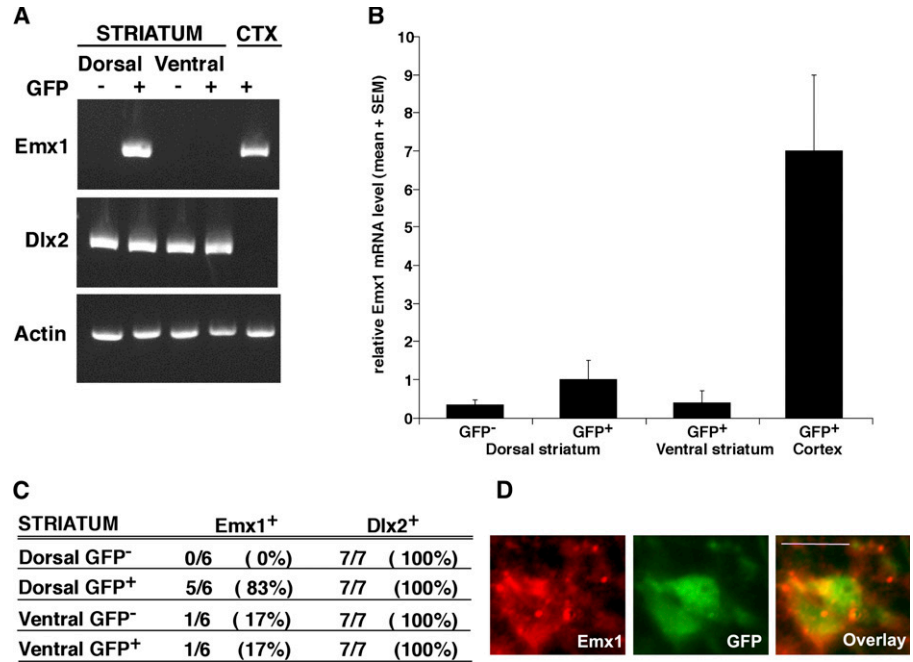 A
STRIATUM CTX
Dorsal Ventral
GFP - + - + +
Emx1
Dlx2
Actin
B
relative Emx1 mRNA level (mean + SEM)
10
9
8
7
6
5
4
3
2
1
0
GFP- GFP+ GFP+ GFP+
Dorsal striatum Ventral striatum Cortex
C
STRIATUM Emx1+ Dlx2+
Dorsal GFP- 0/6 ( 0%) 7/7 ( 100%)
Dorsal GFP+ 5/6 ( 83%) 7/7 (100%)
Ventral GFP- 1/6 ( 17%) 7/7 ( 100%)
Ventral GFP+ 1/6 (17%) 7/7 (100%)
D
Emx1 GFP Overlay